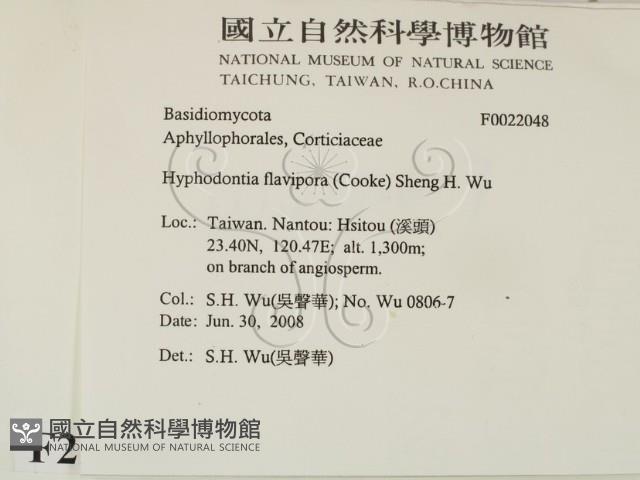 國立自然科學博物館
NATIONAL MUSEUM OF NATURAL SCIENCE
TAICHUNG, TAIWAN, R.O.CHINA
Basidiomycota F0022048
Aphyllophorales, Corticiaceae
Hyphodontia flavipora (Cooke) Sheng H. Wu
Loc.: Taiwan. Nantou: Hsitou (溪頭)
23.40N, 120.47E; alt. 1,300m;
on branch of angiosperm.
Col.: S.H. Wu(吳聲華); No. Wu 0806-7
Date: Jun. 30, 2008
Det.: S.H. Wu(吳聲華)
國立自然科學博物館
NATIONAL MUSEUM OF NATURAL SCIENCE
F2